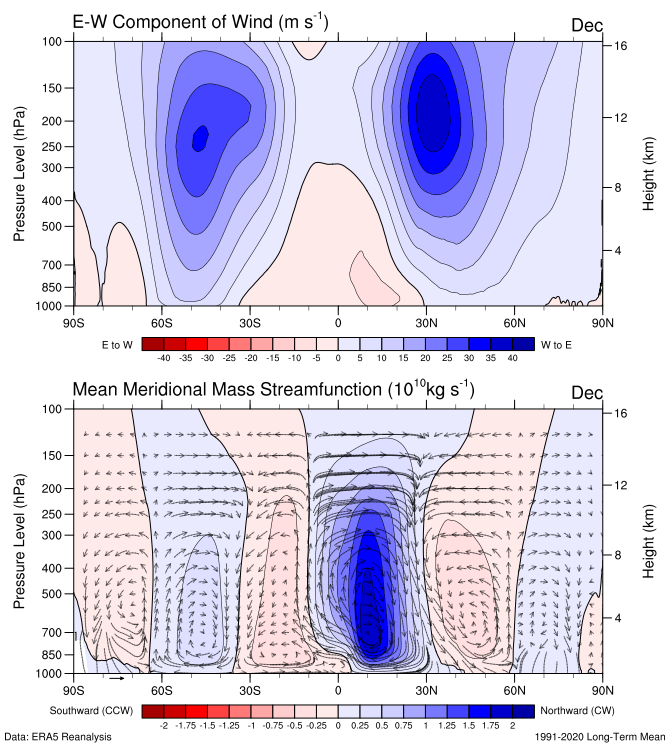 E-W Component of Wind (m s⁻¹) Dec
Pressure Level (hPa)
100
150
200
250
300
400
500
700
850
1000
16
12
8
4
Height (km)
90S 60S 30S 0 30N 60N 90N
E to W W to E
-40 -35 -30 -25 -20 -15 -10 -5 0 5 10 15 20 25 30 35 40
Mean Meridional Mass Streamfunction (10¹⁰kg s⁻¹) Dec
Pressure Level (hPa)
100
150
200
250
300
400
500
700
850
1000
16
12
8
4
Height (km)
90S 60S 30S 0 30N 60N 90N
Southward (CCW) Northward (CW)
-2 -1.75 -1.5 -1.25 -1 -0.75 -0.5 -0.25 0 0.25 0.5 0.75 1 1.25 1.5 1.75 2
Data: ERA5 Reanalysis 1991-2020 Long-Term Mean